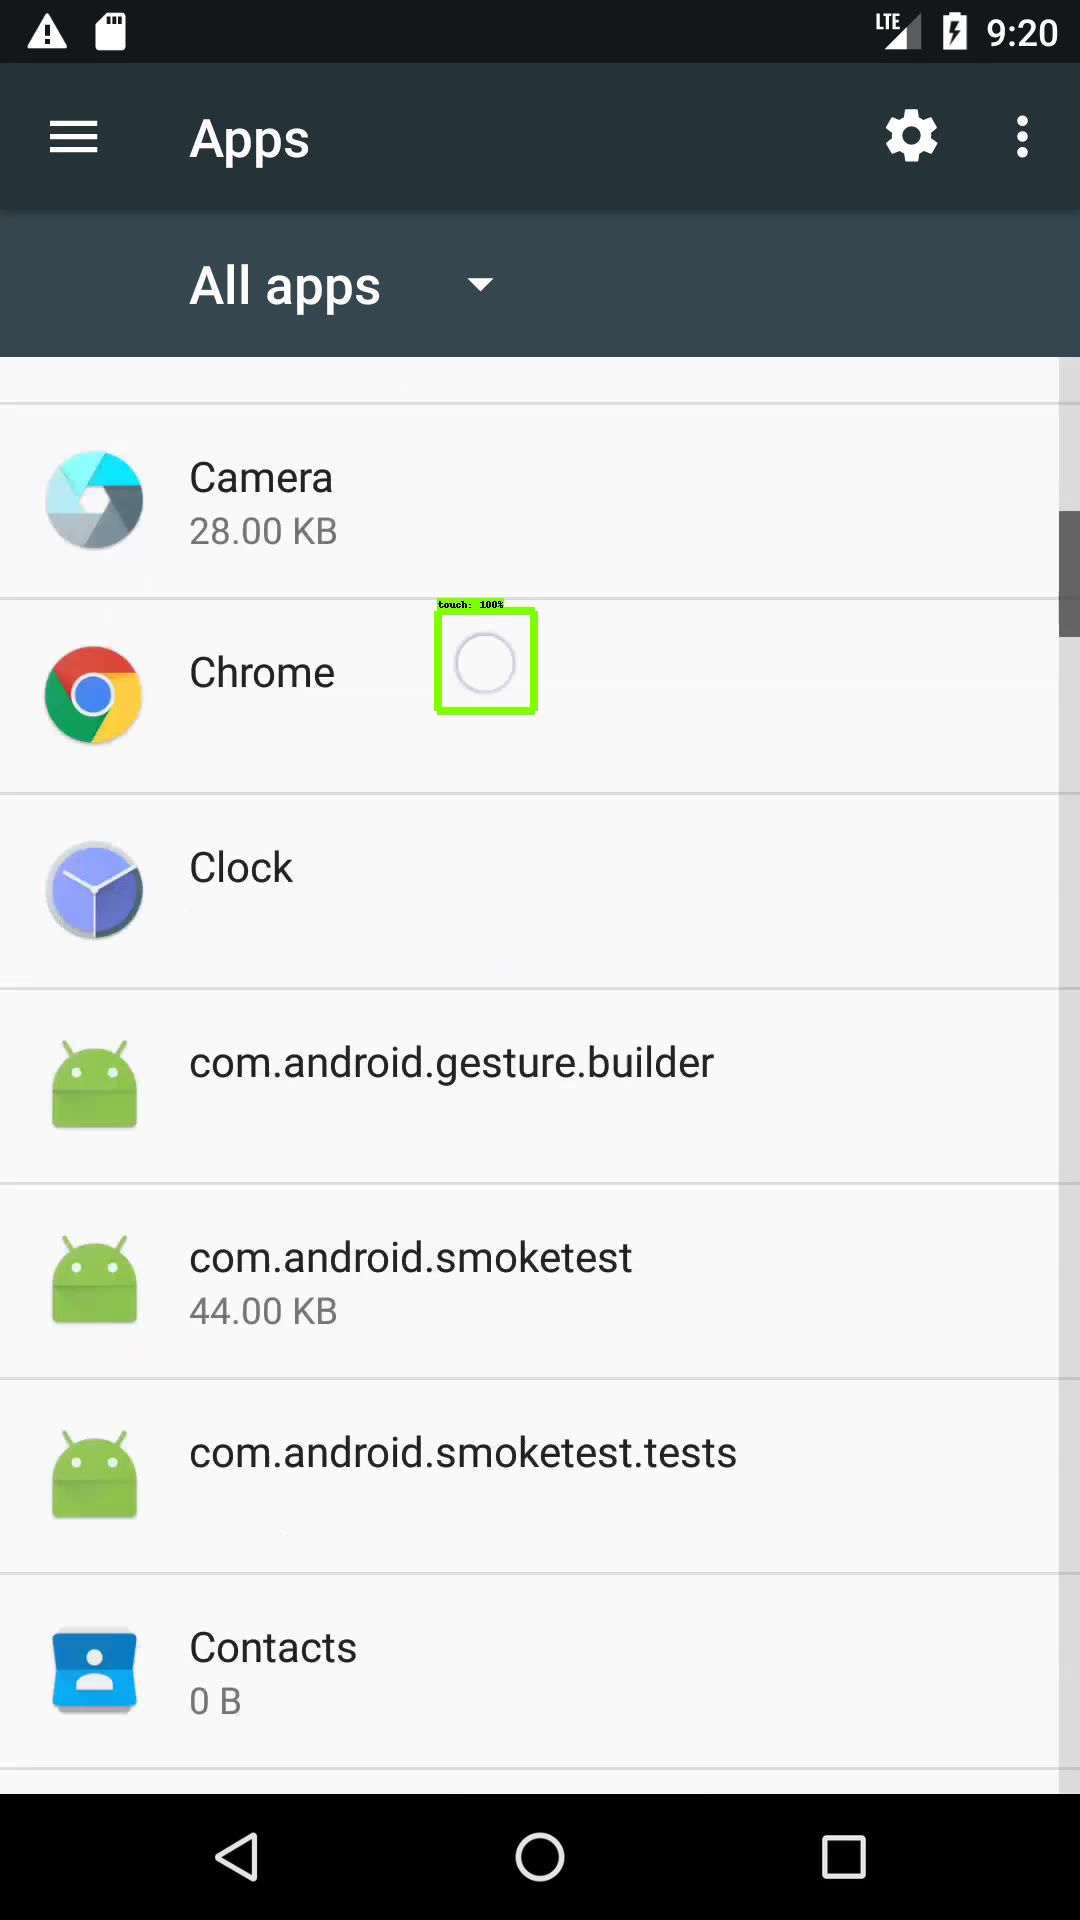 LTE 9:20
Apps
All apps
Camera
28.00 KB
touch: 100%
Chrome
Clock
com.android.gesture.builder
com.android.smoketest
44.00 KB
com.android.smoketest.tests
Contacts
0 B